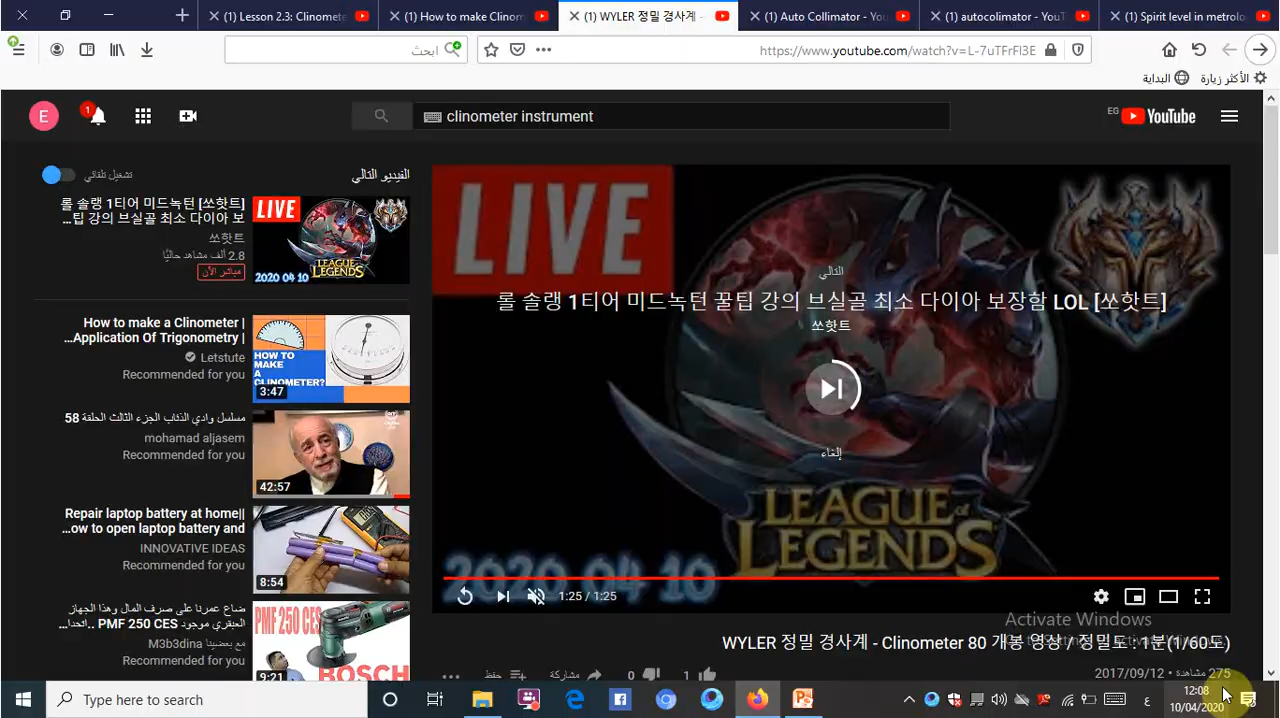 (1) Lesson 2.3: Clinomete
(1) How to make Clinom
(1) WYLER 정밀 경사계 -
(1) Auto Collimator - You
(1) autocolimator - YouT
(1) Spirit level in metrolo
ابحث
https://www.youtube.com/watch?v=L-7uTFrFI3E
الأكثر زيارة
البداية
E
1
clinometer instrument
EG
YouTube
تشغيل تلقائي
الفيديو التالي
롤 솔랭 1티어 미드녹턴 [쏘핫트]
...팁 강의 브실골 최소 다이아 보
쏘핫트
2.8 ألف مشاهد حاليًا
مباشر الآن
LIVE
LEAGUE of LEGENDS
2020 04 10
How to make a Clinometer |
...Application Of Trigonometry |
Letstute
Recommended for you
HOW TO
MAKE
A
CLINOMETER?
3:47
مسلسل وادي الذئاب الجزء الثالث الحلقة 58
mohamad aljasem
Recommended for you
42:57
Repair laptop battery at home||
...ow to open laptop battery and
INNOVATIVE IDEAS
Recommended for you
8:54
ضاع عمرنا على صرف المال وهذا الجهاز
العبقري موجود PMF 250 CES ..اتحدا...
M3b3dina مع بعضينا
Recommended for you
PMF 250 CES
BOSCH
9:21
LIVE
التالي
롤 솔랭 1티어 미드녹턴 꿀팁 강의 브실골 최소 다이아 보장함 LOL [쏘핫트]
쏘핫트
إلغاء
LEAGUE
of
LEGENDS
2020 04 10
1:25 / 1:25
Activate Windows
WYLER 정밀 경사계 - Clinometer 80 개봉 영상 / 정밀도 : 1분(1/60도)
2017/09/12 • 275 مشاهدة
1
0
مشاركة
حفظ
Type here to search
ع
12:08
10/04/2020